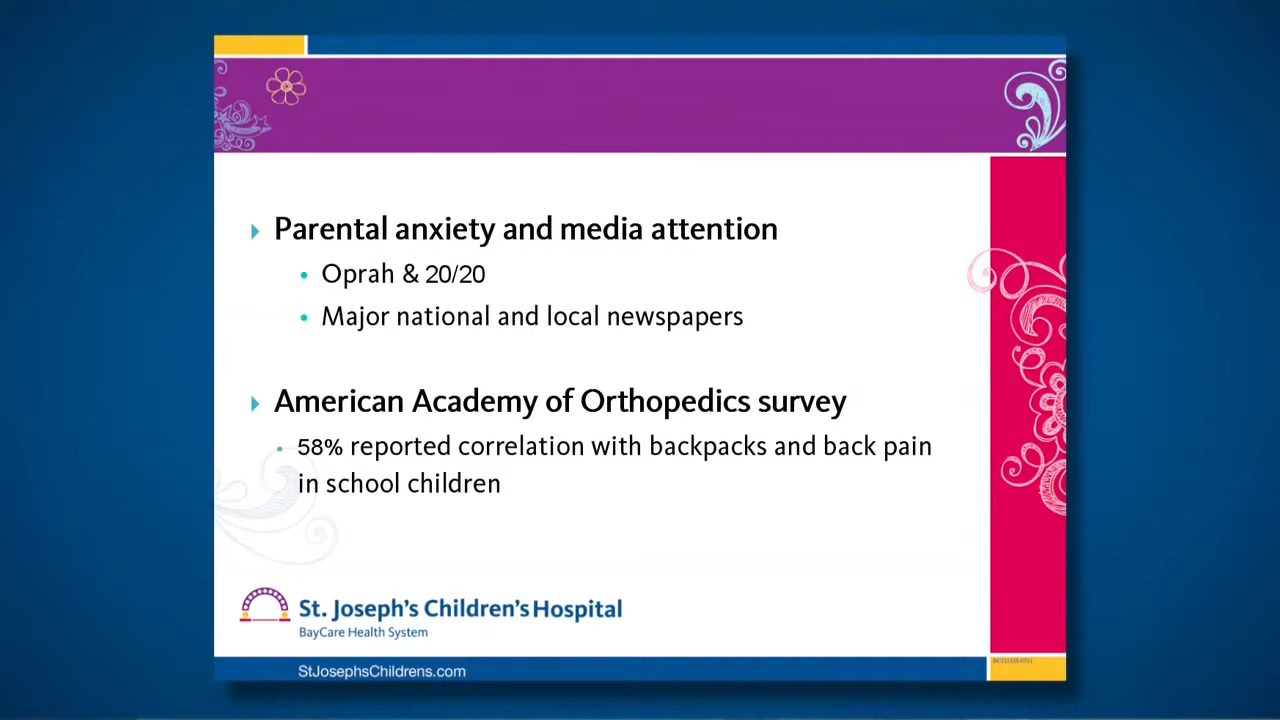 Parental anxiety and media attention
Oprah & 20/20
Major national and local newspapers
American Academy of Orthopedics survey
58% reported correlation with backpacks and back pain
in school children
St. Joseph's Children's Hospital
BayCare Health System
StJosephsChildrens.com